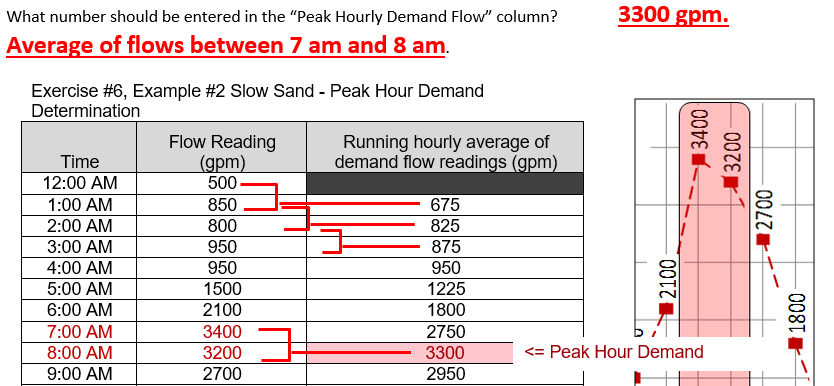 What number should be entered in the “Peak Hourly Demand Flow” column? 3300 gpm.
Average of flows between 7 am and 8 am.
Exercise #6, Example #2 Slow Sand - Peak Hour Demand
Determination
Time Flow Reading (gpm) Running hourly average of demand flow readings (gpm)
12:00 AM 500
1:00 AM 850 675
2:00 AM 800 825
3:00 AM 950 875
4:00 AM 950 950
5:00 AM 1500 1225
6:00 AM 2100 1800
7:00 AM 3400 2750
8:00 AM 3200 3300 <= Peak Hour Demand
9:00 AM 2700 2950
2100
3400
3200
2700
1800